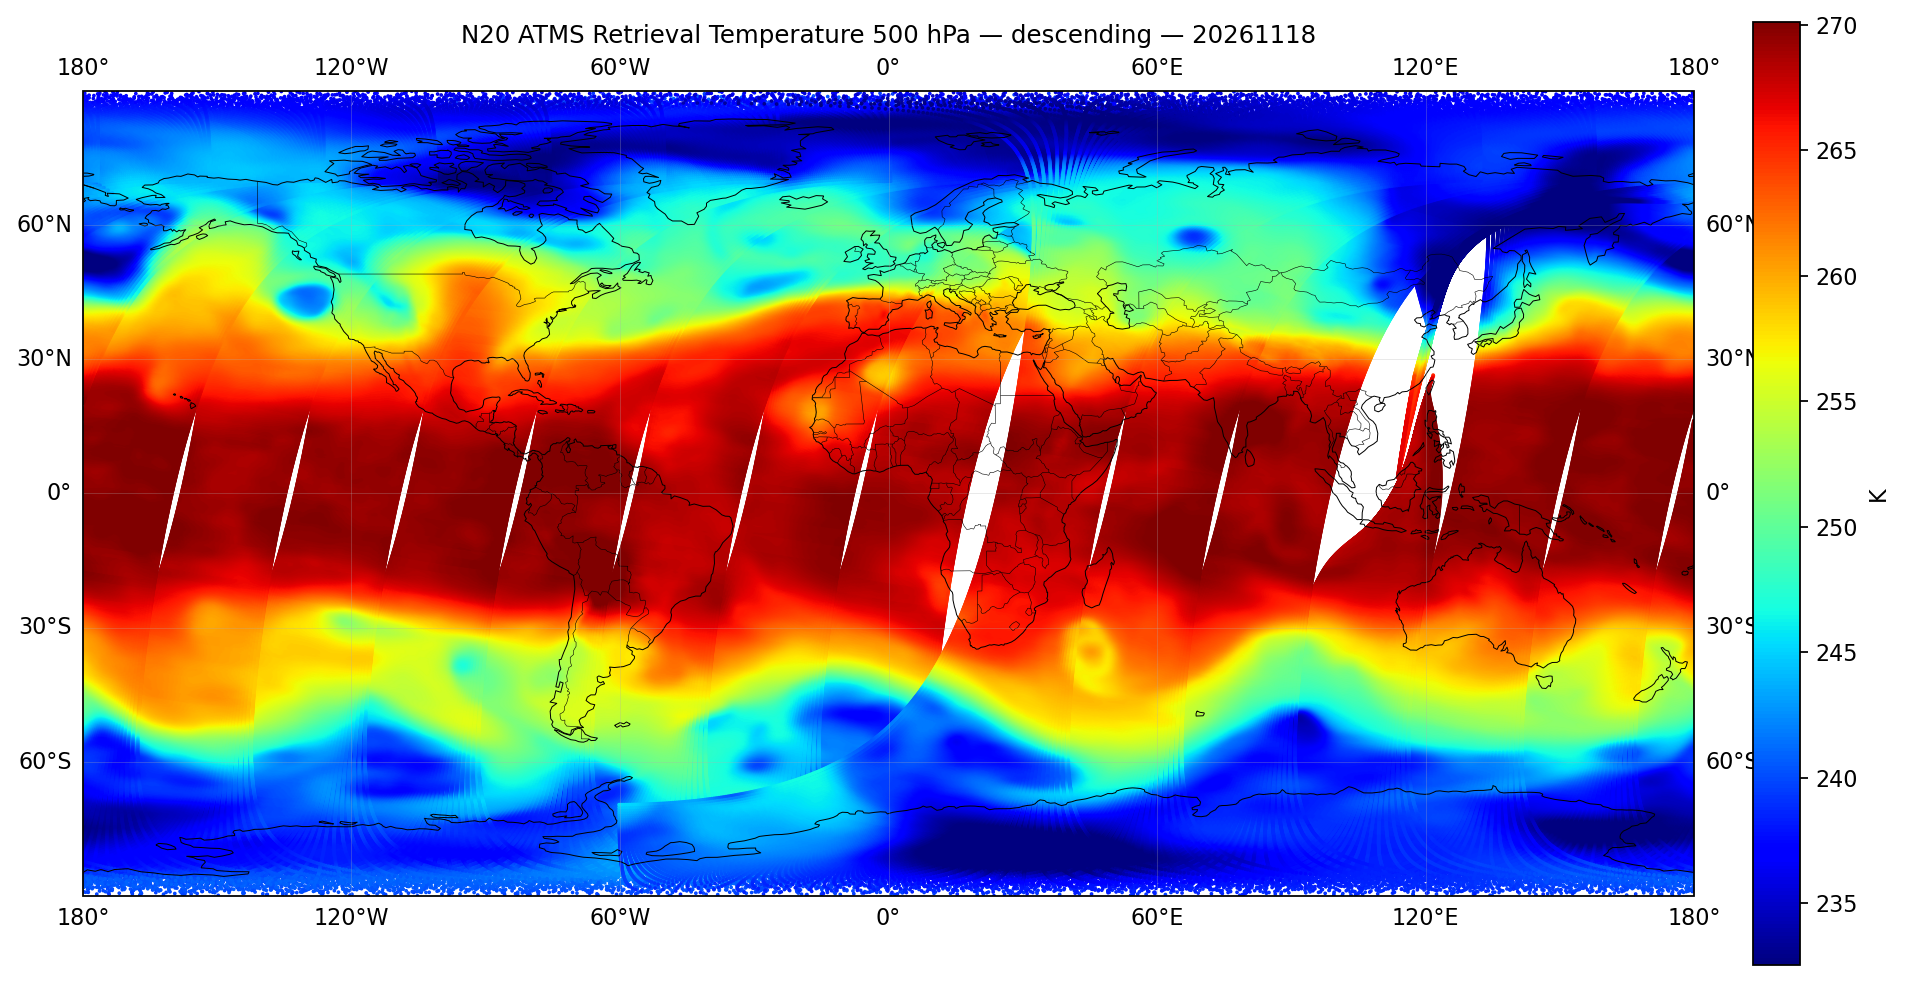 N20 ATMS Retrieval Temperature 500 hPa — descending — 20261118
180° 120°W 60°W 0° 60°E 120°E 180°
270
265
60°N 60°N
260
30°N 30°N
255
0° 0°
K
250
30°S 30°S
245
60°S 60°S
240
235
180° 120°W 60°W 0° 60°E 120°E 180°